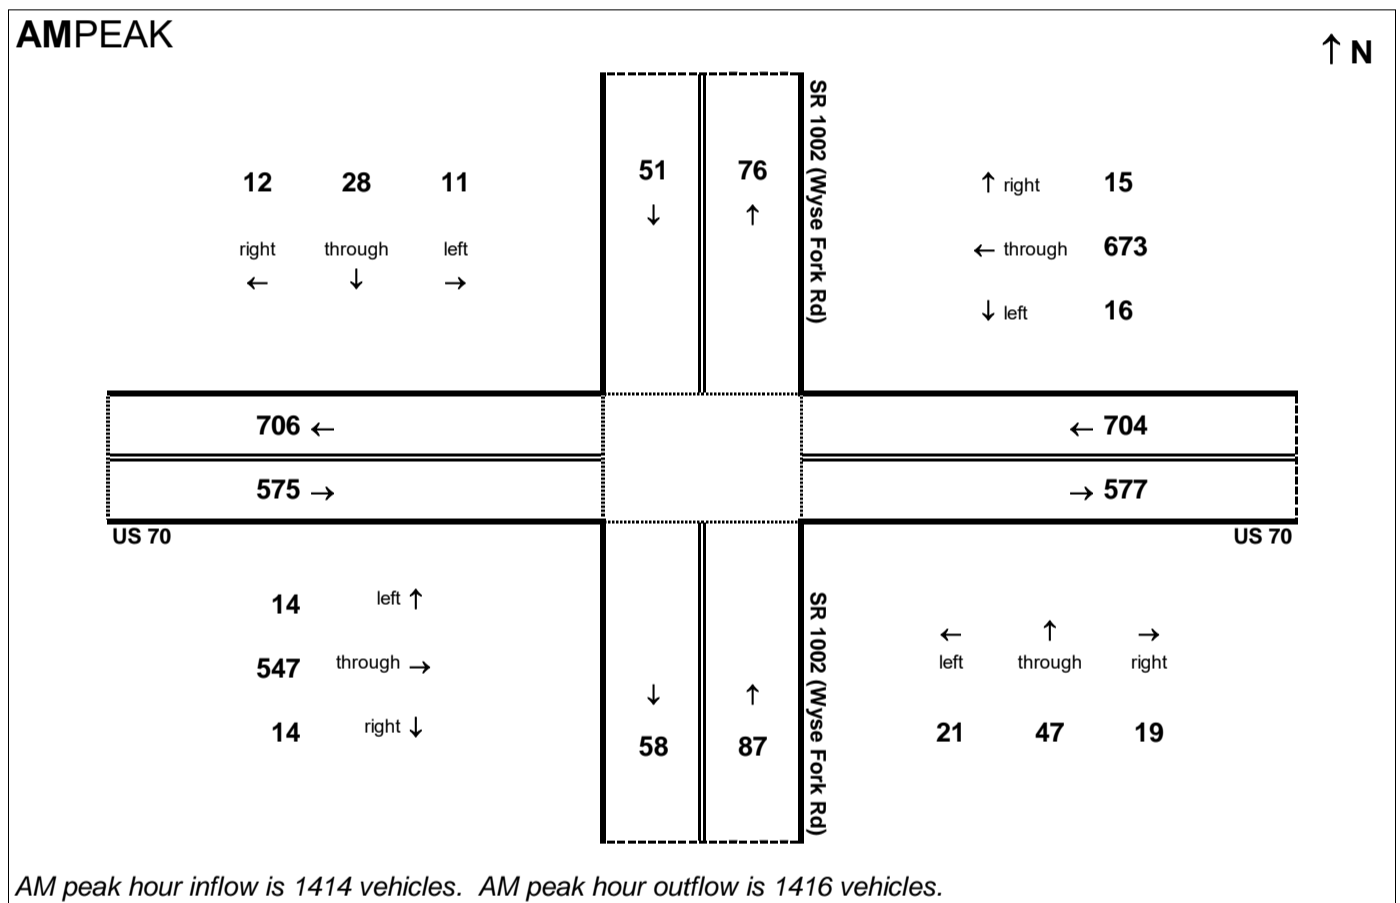 AMPEAK
↑ N
12 28 11
right through left
← ↓ →
51 76
↓ ↑
SR 1002 (Wyse Fork Rd)
↑ right 15
← through 673
↓ left 16
706 ←
575 →
← 704
→ 577
US 70
US 70
14 left ↑
547 through →
14 right ↓
↓ ↑
58 87
SR 1002 (Wyse Fork Rd)
← ↑ →
left through right
21 47 19
AM peak hour inflow is 1414 vehicles. AM peak hour outflow is 1416 vehicles.